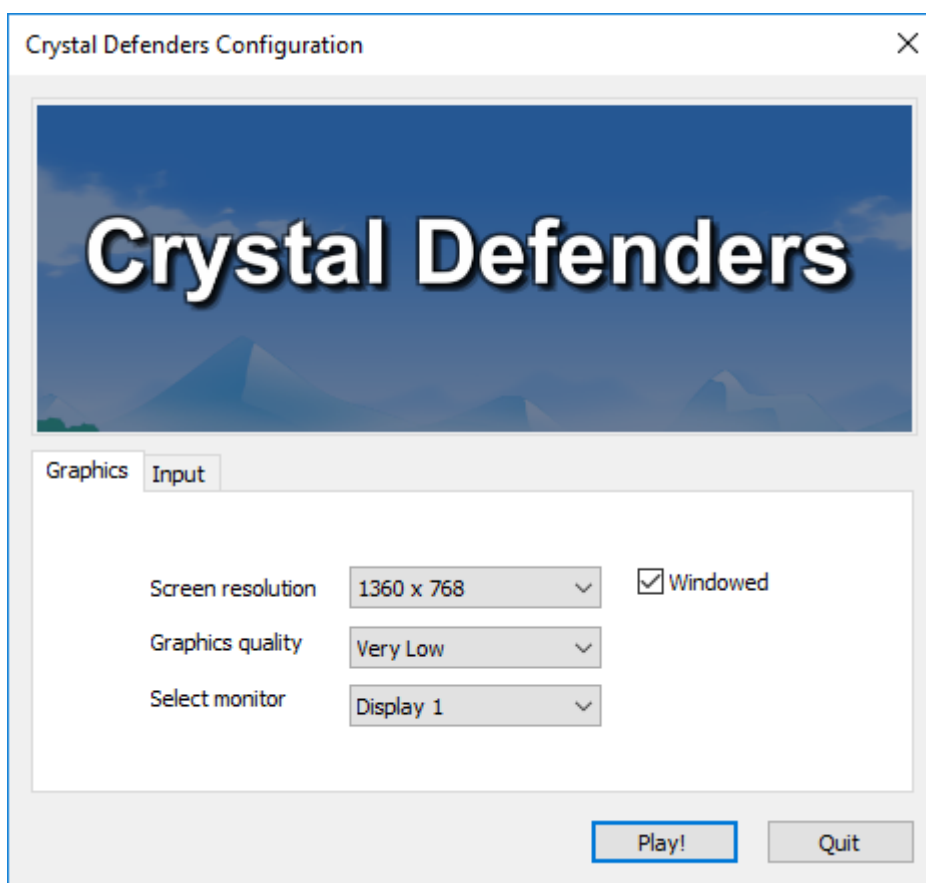 Crystal Defenders Configuration
Crystal Defenders
Graphics Input
Screen resolution 1360 x 768 Windowed
Graphics quality Very Low
Select monitor Display 1
Play! Quit